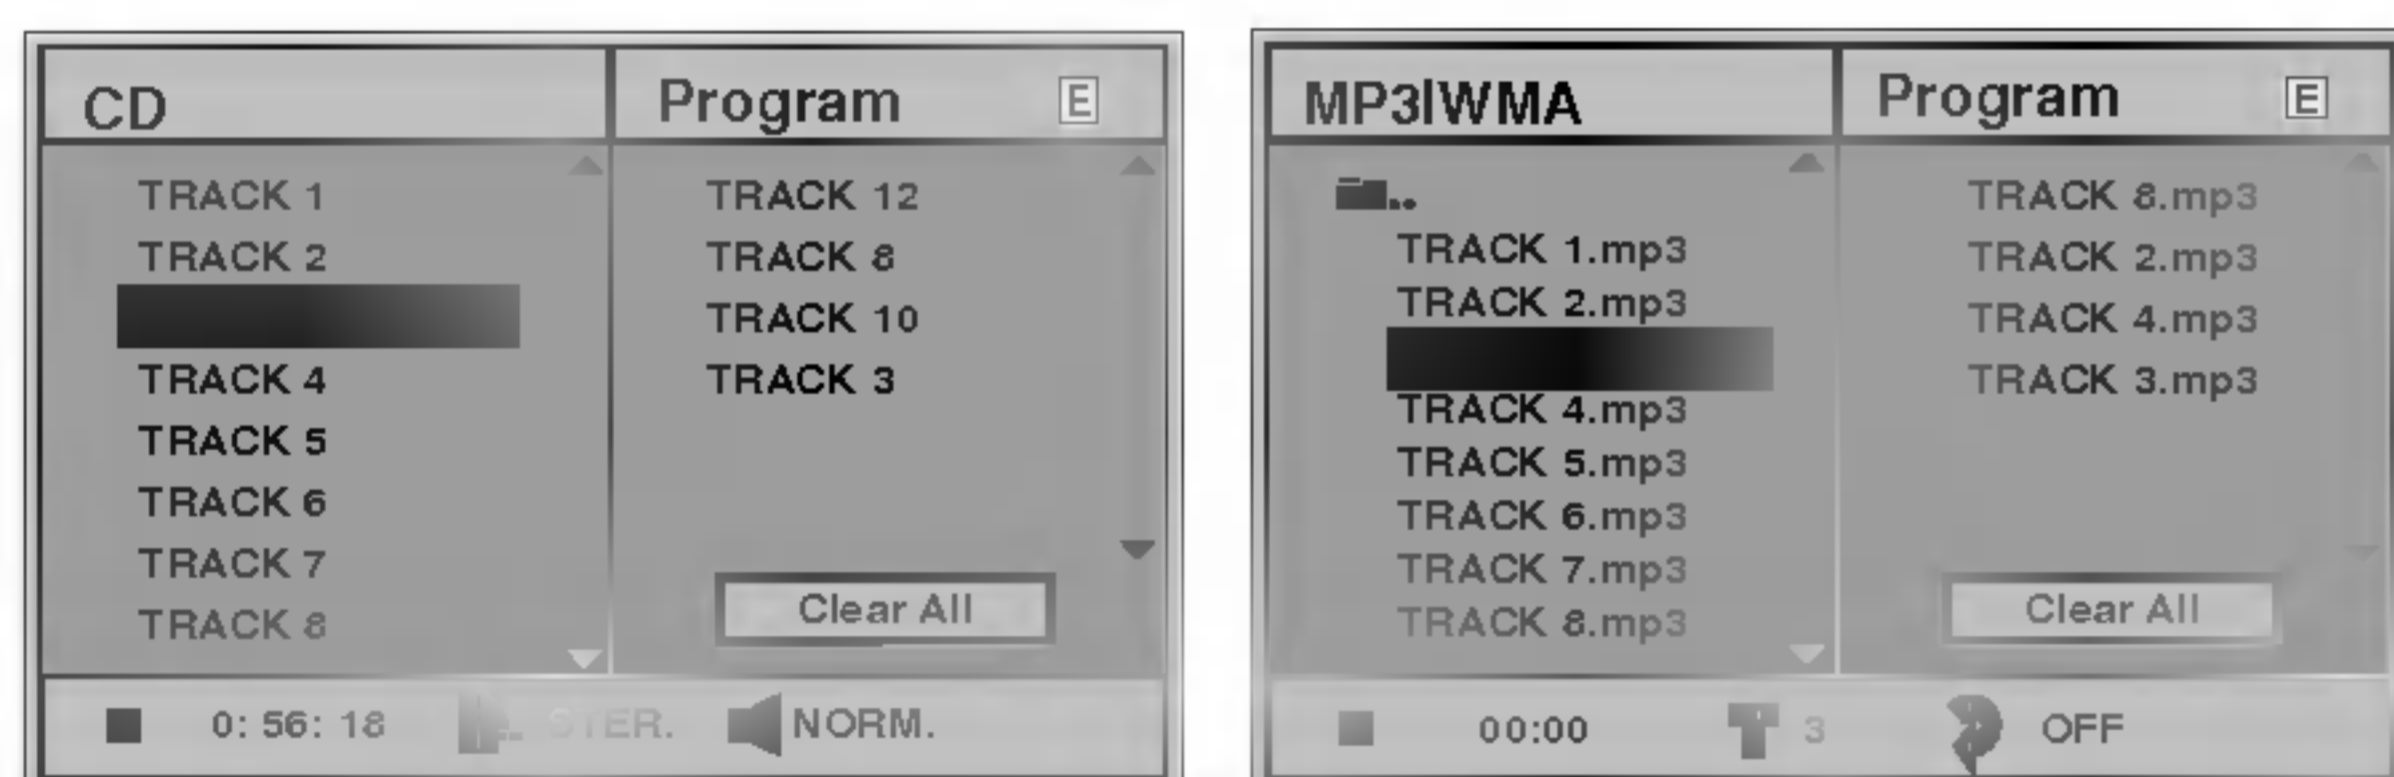 CD
Program E
TRACK 1
TRACK 2
TRACK 4
TRACK 5
TRACK 6
TRACK 7
TRACK 8
TRACK 12
TRACK 8
TRACK 10
TRACK 3
Clear All
0: 56: 18 STER. NORM.
MP3lWMA
Program E
..
TRACK 1.mp3
TRACK 2.mp3
TRACK 4.mp3
TRACK 5.mp3
TRACK 6.mp3
TRACK 7.mp3
TRACK 8.mp3
TRACK 8.mp3
TRACK 2.mp3
TRACK 4.mp3
TRACK 3.mp3
Clear All
00:00 T 3 OFF